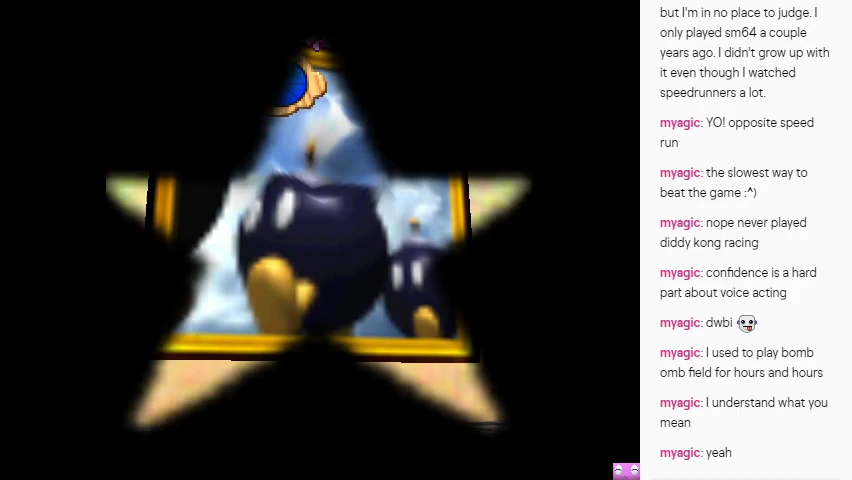 but I'm in no place to judge. I
only played sm64 a couple
years ago. I didn't grow up with
it even though I watched
speedrunners a lot.
myagic: YO! opposite speed
run
myagic: the slowest way to
beat the game :^)
myagic: nope never played
diddy kong racing
myagic: confidence is a hard
part about voice acting
myagic: dwbi
myagic: I used to play bomb
omb field for hours and hours
myagic: I understand what you
mean
myagic: yeah